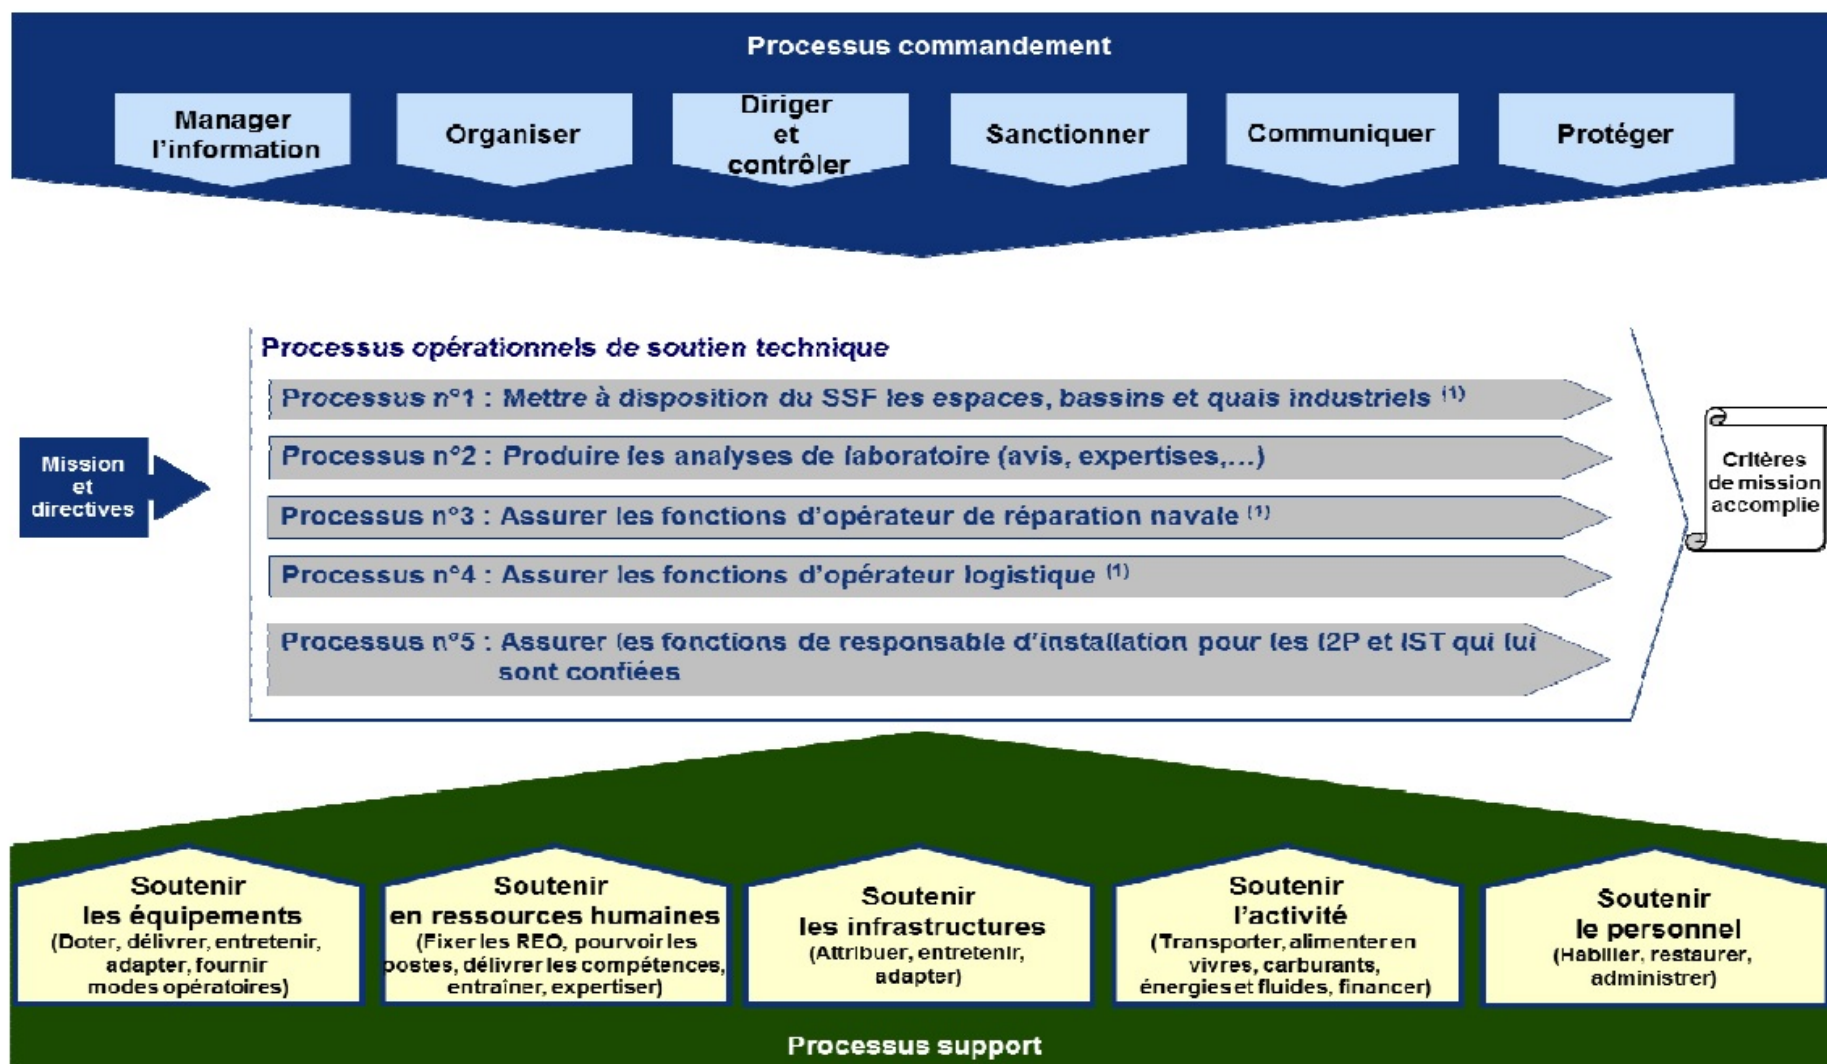 Processus commandement
Manager
l'information
Organiser
Diriger
et
contrôler
Sanctionner
Communiquer
Protéger
Processus opérationnels de soutien technique
Processus n°1 : Mettre à disposition du SSF les espaces, bassins et quais industriels (1)
Processus n°2 : Produire les analyses de laboratoire (avis, expertises,...)
Processus n°3 : Assurer les fonctions d'opérateur de réparation navale (1)
Processus n°4 : Assurer les fonctions d'opérateur logistique (1)
Processus n°5 : Assurer les fonctions de responsable d'installation pour les I2P et IST qui lui
sont confiées
Mission
et
directives
Critères
de mission
accomplie
Soutenir
les équipements
(Doter, délivrer, entretenir,
adapter, fournir
modes opératoires)
Soutenir
en ressources humaines
(Fixer les REO, pourvoir les
postes, délivrer les compétences,
entraîner, expertiser)
Soutenir
les infrastructures
(Attribuer, entretenir,
adapter)
Soutenir
l'activité
(Transporter, alimenter en
vivres, carburants,
énergies et fluides, financer)
Soutenir
le personnel
(Habiller, restaurer,
administrer)
Processus support